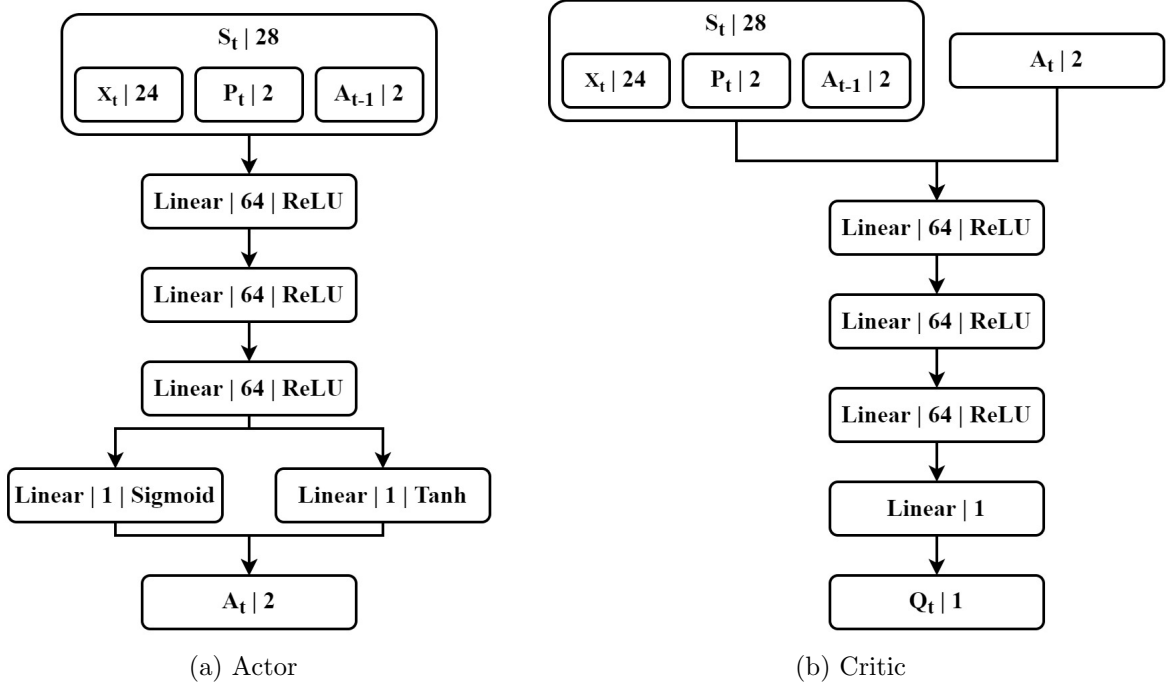 S_t | 28
X_t | 24
P_t | 2
A_{t-1} | 2
Linear | 64 | ReLU
Linear | 64 | ReLU
Linear | 64 | ReLU
Linear | 1 | Sigmoid
Linear | 1 | Tanh
A_t | 2
(a) Actor
S_t | 28
X_t | 24
P_t | 2
A_{t-1} | 2
A_t | 2
Linear | 64 | ReLU
Linear | 64 | ReLU
Linear | 64 | ReLU
Linear | 1
Q_t | 1
(b) Critic